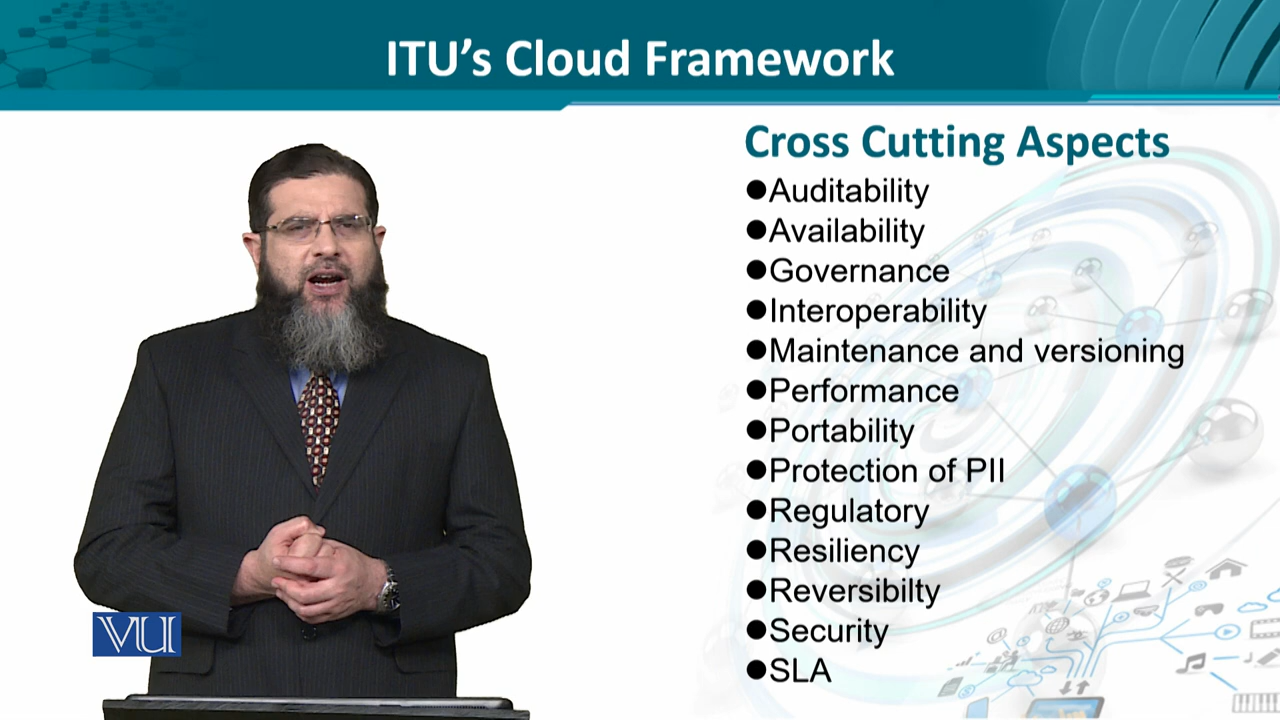 ITU's Cloud Framework
Cross Cutting Aspects
●Auditability
●Availability
●Governance
●Interoperability
●Maintenance and versioning
●Performance
●Portability
●Protection of PII
●Regulatory
●Resiliency
●Reversibilty
●Security
●SLA
VU